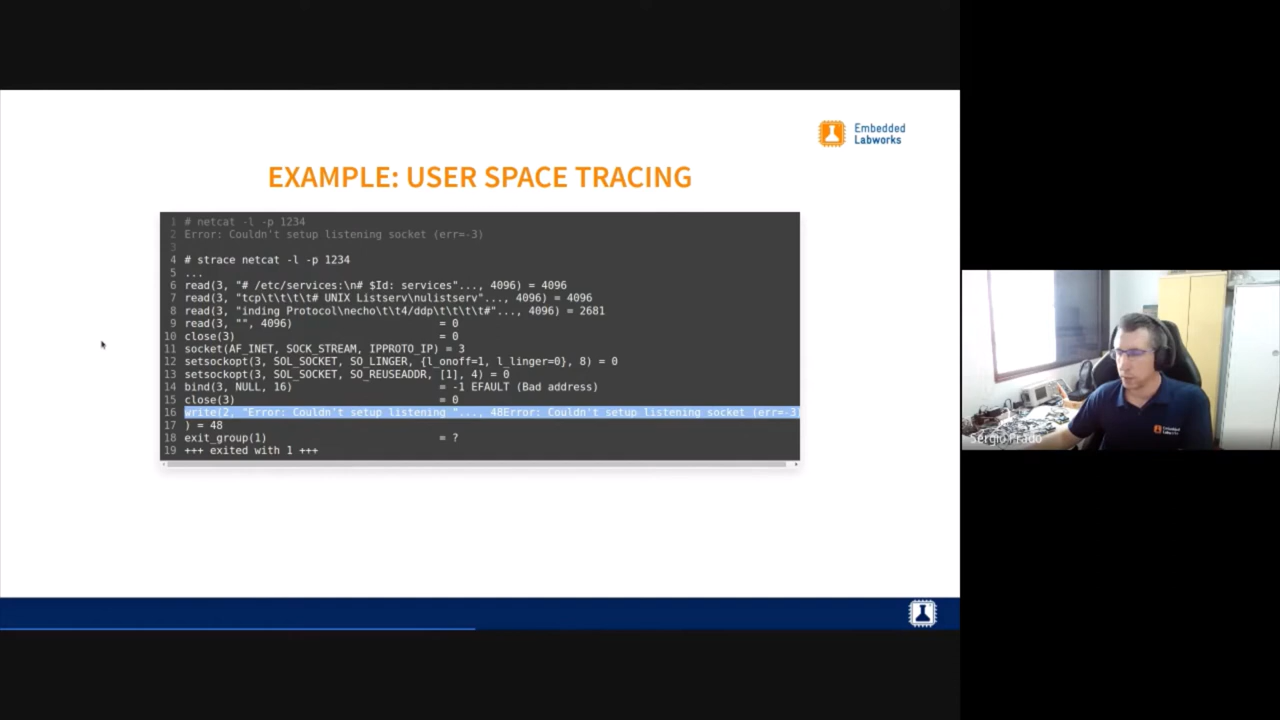 Embedded
Labworks
EXAMPLE: USER SPACE TRACING
1 # netcat -l -p 1234
2 Error: Couldn't setup listening socket (err=-3)
3
4 # strace netcat -l -p 1234
5 ...
6 read(3, "# /etc/services:\n# $Id: services"..., 4096) = 4096
7 read(3, "tcp\t\t\t\t# UNIX Listserv\nulistserv"..., 4096) = 4096
8 read(3, "inding Protocol\necho\t\t4/ddp\t\t\t\t#"..., 4096) = 2681
9 read(3, "", 4096) = 0
10 close(3) = 0
11 socket(AF_INET, SOCK_STREAM, IPPROTO_IP) = 3
12 setsockopt(3, SOL_SOCKET, SO_LINGER, {l_onoff=1, l_linger=0}, 8) = 0
13 setsockopt(3, SOL_SOCKET, SO_REUSEADDR, [1], 4) = 0
14 bind(3, NULL, 16) = -1 EFAULT (Bad address)
15 close(3) = 0
16 write(2, "Error: Couldn't setup listening "..., 48Error: Couldn't setup listening socket (err=-3)
17 ) = 48
18 exit_group(1) = ?
19 +++ exited with 1 +++
Sergio Prado
Embedded
Labworks